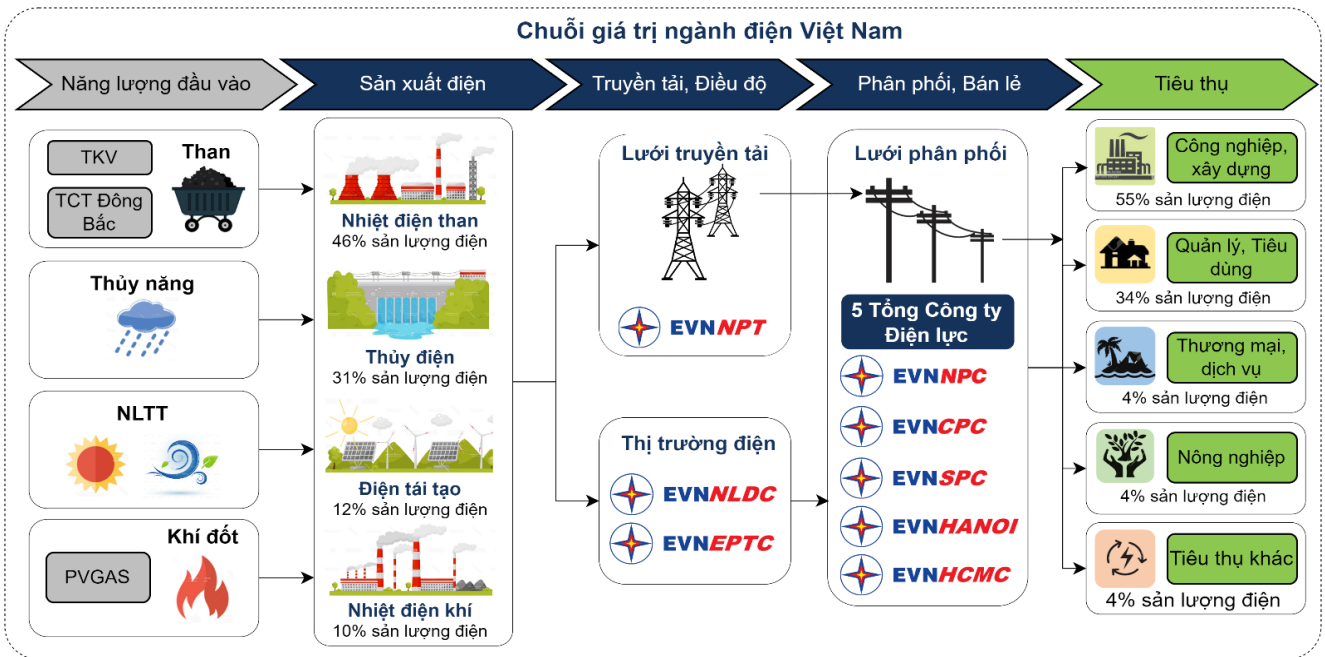 Chuỗi giá trị ngành điện Việt Nam
Năng lượng đầu vào
Sản xuất điện
Truyền tải, Điều độ
Phân phối, Bán lẻ
Tiêu thụ
TKV
Than
TCT Đông
Bắc
Thủy năng
NLTT
Khí đốt
PVGAS
Nhiệt điện than
46% sản lượng điện
Thủy điện
31% sản lượng điện
Điện tái tạo
12% sản lượng điện
Nhiệt điện khí
10% sản lượng điện
Lưới truyền tải
EVNNPT
Thị trường điện
EVNNLDC
EVNEPTC
Lưới phân phối
5 Tổng Công ty
Điện lực
EVNNPC
EVNCPC
EVNSPC
EVNHANOI
EVNHCMC
Công nghiệp,
xây dựng
55% sản lượng điện
Quản lý, Tiêu
dùng
34% sản lượng điện
Thương mại,
dịch vụ
4% sản lượng điện
Nông nghiệp
4% sản lượng điện
Tiêu thụ khác
4% sản lượng điện